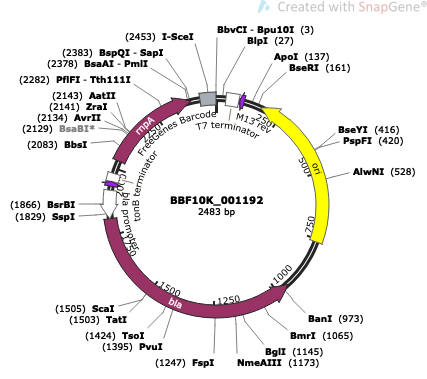 Created with SnapGene®
(2453) I-SceI
BbvCI - Bpu10I (3)
(2383) BspQI - SapI
BlpI (27)
(2378) BsaAI - PmlI
ApoI (137)
(2282) PflFI - Tth111I
BseRI (161)
(2143) AatII
(2141) ZraI
(2134) AvrII
(2129) BsaBI*
(2083) BbsI
rnpA
FreeGenes Barcode
T7 terminator
M13 rev
250
BseYI (416)
PspFI (420)
ori
500
AlwNI (528)
tonB terminator
bla promoter
BBF10K_001192
2483 bp
(1866) BsrBI
(1829) SspI
1750
750
1000
1500
1250
bla
(1505) ScaI
(1503) TatI
(1424) TsoI
(1395) PvuI
(1247) FspI
BanI (973)
BmrI (1065)
BglI (1145)
NmeAIII (1173)